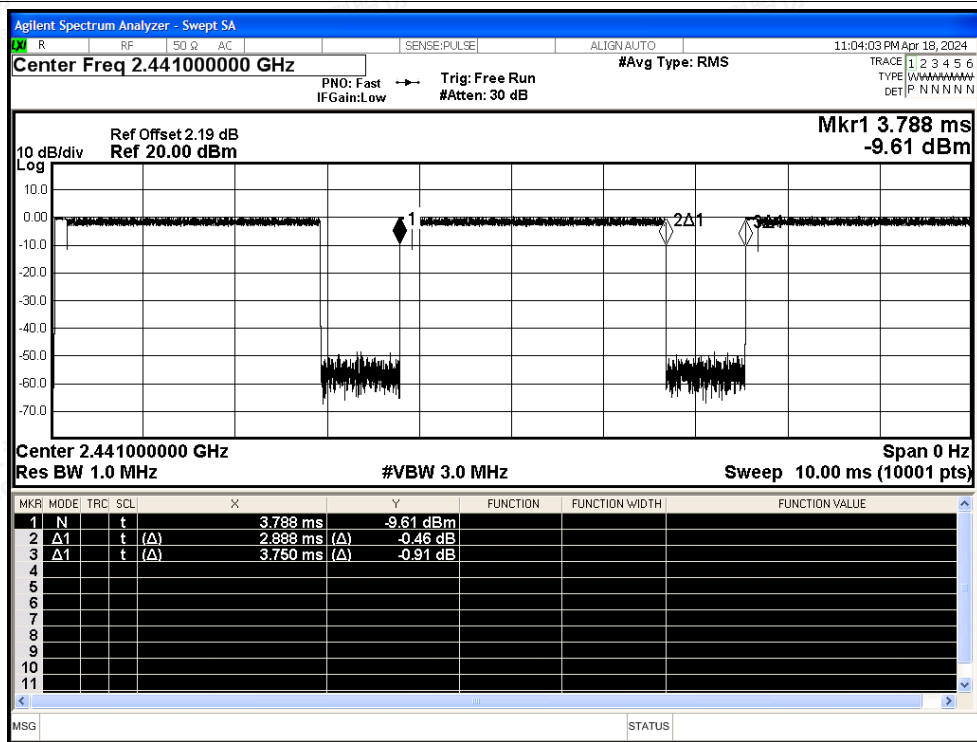 Agilent Spectrum Analyzer - Swept SA
LXI R RF 50 Ω AC SENSE:PULSE ALIGN AUTO 11:04:03 PM Apr 18, 2024
Center Freq 2.441000000 GHz
PNO: Fast
IFGain:Low
Trig: Free Run
#Atten: 30 dB
#Avg Type: RMS
TRACE 1 2 3 4 5 6
TYPE
DET P N N N N N
Mkr1 3.788 ms
-9.61 dBm
Ref Offset 2.19 dB
10 dB/div Ref 20.00 dBm
Log
10.0
0.00
-10.0
-20.0
-30.0
-40.0
-50.0
-60.0
-70.0
1 2Δ1 3Δ1
Center 2.441000000 GHz Span 0 Hz
Res BW 1.0 MHz #VBW 3.0 MHz Sweep 10.00 ms (10001 pts)
MKR MODE TRC SCL X Y FUNCTION FUNCTION WIDTH FUNCTION VALUE
1 N t 3.788 ms -9.61 dBm
2 Δ1 t (Δ) 2.888 ms (Δ) -0.46 dB
3 Δ1 t (Δ) 3.750 ms (Δ) -0.91 dB
4
5
6
7
8
9
10
11
MSG STATUS